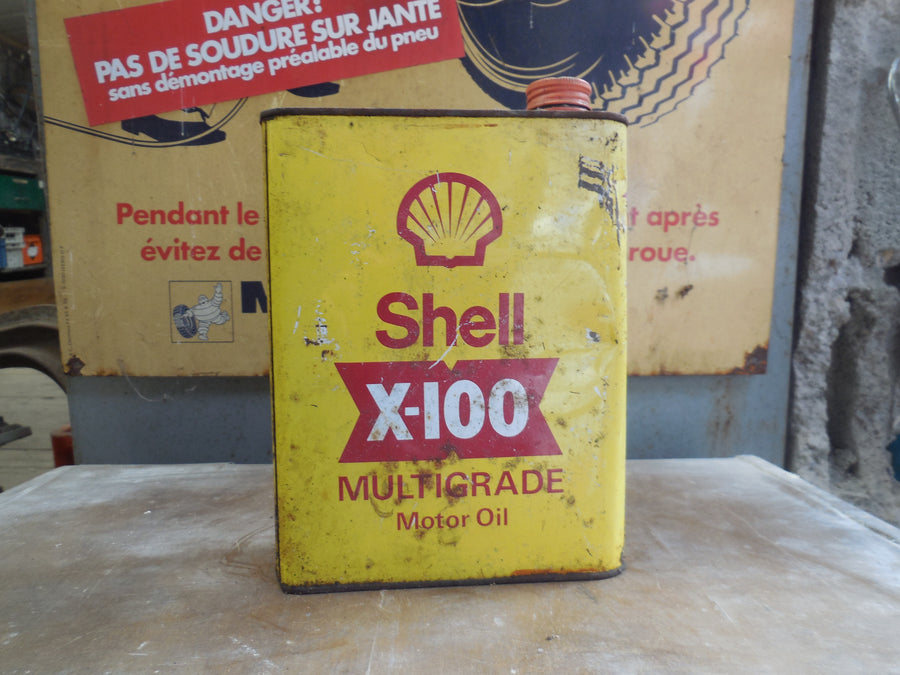 DANGER!
PAS DE SOUDURE SUR JANTE
sans démontage préalable du pneu
Pendant le
t après
évitez de
roue.
M
Shell
X-100
MULTIGRADE
Motor Oil